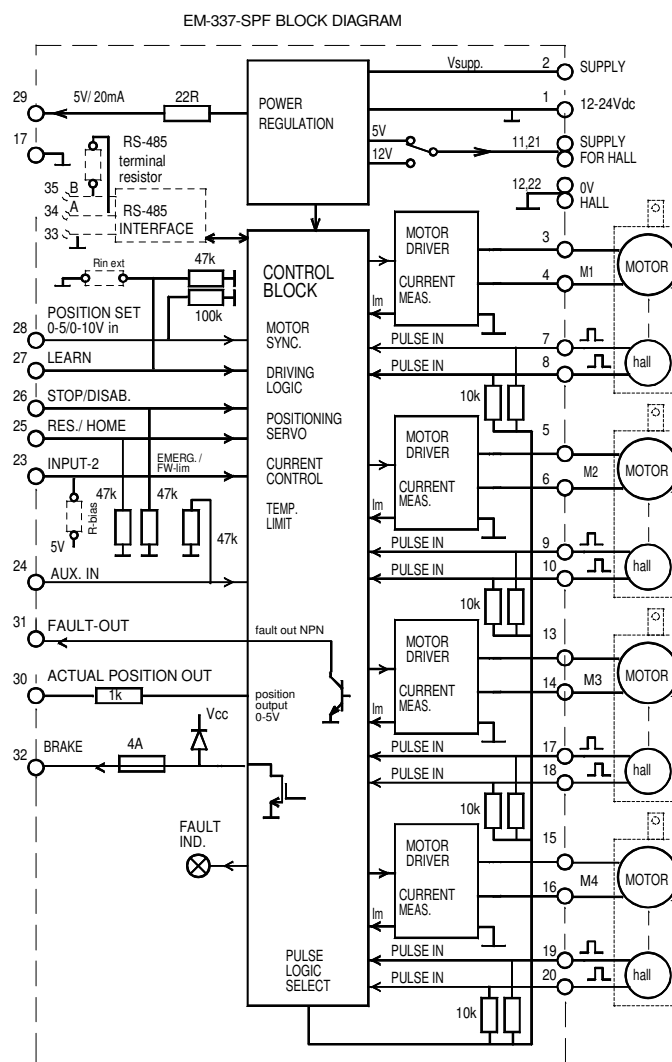 EM-337-SPF BLOCK DIAGRAM
29
5V/ 20mA
22R
POWER
REGULATION
Vsupp.
2
SUPPLY
1
12-24Vdc
17
5V
12V
11,21
SUPPLY
FOR HALL
12,22
0V
HALL
RS-485
terminal
resistor
35
B
34
A
33
RS-485
INTERFACE
Rin ext
47k
100k
CONTROL
BLOCK
MOTOR
SYNC.
DRIVING
LOGIC
POSITIONING
SERVO
CURRENT
CONTROL
TEMP.
LIMIT
28
POSITION SET
0-5/0-10V in
27
LEARN
26
STOP/DISAB.
25
RES./ HOME
23
INPUT-2
EMERG./
FW-lim
47k
47k
47k
R-bias
5V
24
AUX. IN
31
FAULT-OUT
fault out NPN
30
ACTUAL POSITION OUT
1k
position
output
0-5V
32
BRAKE
4A
Vcc
FAULT
IND.
PULSE
LOGIC
SELECT
MOTOR
DRIVER
CURRENT
MEAS.
Im
3
4
M1
MOTOR
PULSE IN
7
PULSE IN
8
hall
10k
MOTOR
DRIVER
CURRENT
MEAS.
Im
5
6
M2
MOTOR
PULSE IN
9
PULSE IN
10
hall
10k
MOTOR
DRIVER
CURRENT
MEAS.
Im
13
14
M3
MOTOR
PULSE IN
17
PULSE IN
18
hall
10k
MOTOR
DRIVER
CURRENT
MEAS.
Im
15
16
M4
MOTOR
PULSE IN
19
PULSE IN
20
hall
10k